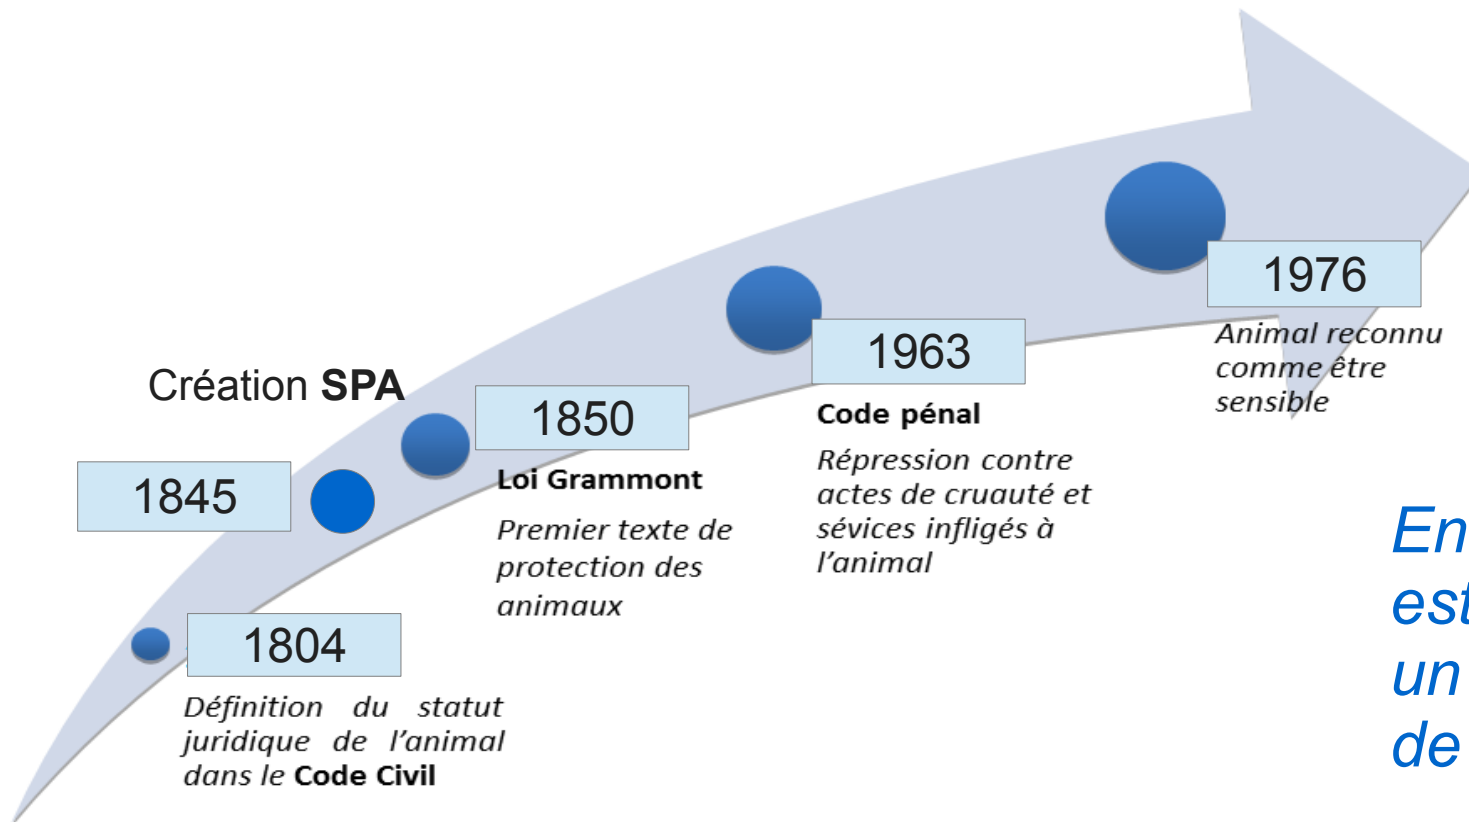 Création SPA
1845
1804
Définition du statut
juridique de l'animal
dans le Code Civil
1850
Loi Grammont
Premier texte de
protection des
animaux
1963
Code pénal
Répression contre
actes de cruauté et
sévices infligés à
l'animal
1976
Animal reconnu
comme être
sensible
En
est
un
de